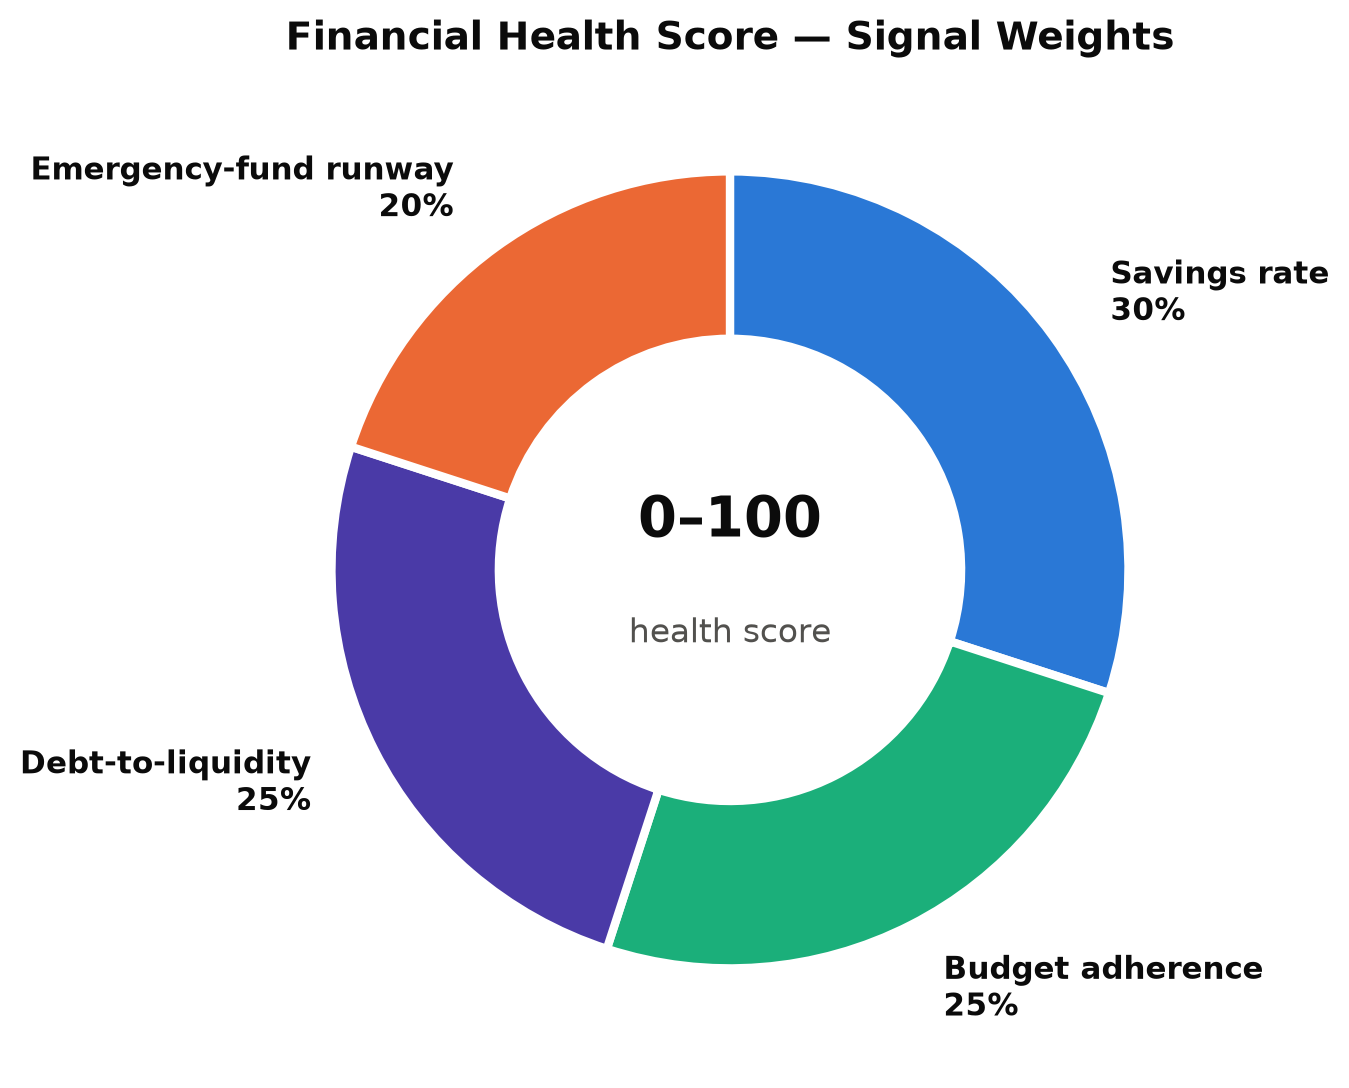 Financial Health Score — Signal Weights
Emergency-fund runway
20%
Savings rate
30%
0–100
health score
Debt-to-liquidity
25%
Budget adherence
25%